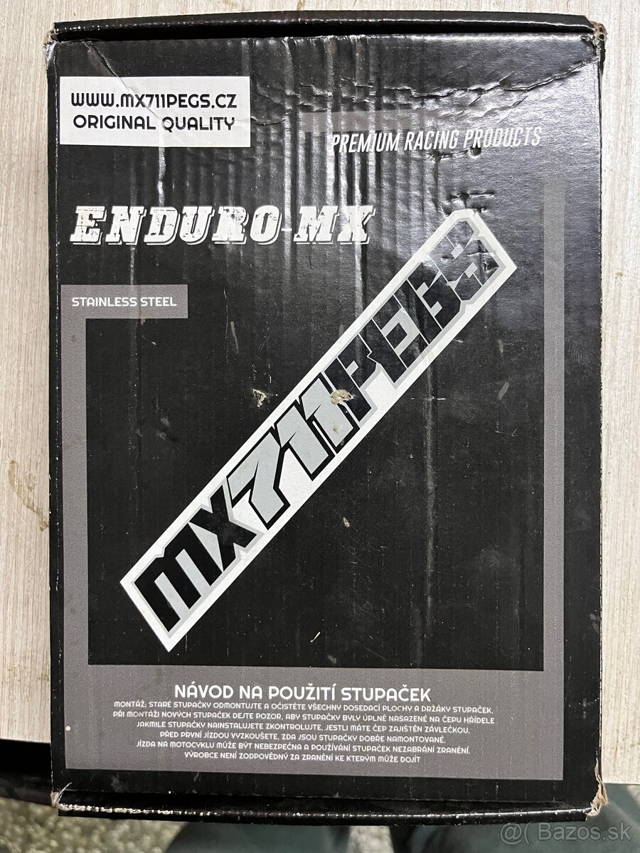 WWW.MX711PEGS.CZ
ORIGINAL QUALITY
PREMIUM RACING PRODUCTS
ENDURO-MX
STAINLESS STEEL
MX711PEGS
NÁVOD NA POUŽITÍ STUPAČEK
MONTÁŽ: STARÉ STUPAČKY ODMONTUJTE A OČISTĚTE VŠECHNY DOSEDACÍ PLOCHY A DRŽÁKY STUPAČEK.
PŘI MONTÁŽI NOVÝCH STUPAČEK DEJTE POZOR, ABY STUPAČKY BYLY ÚPLNĚ NASAZENÉ NA ČEPU HŘÍDELE
JAKMILE STUPAČKY NAINSTALUJETE ZKONTROLUJTE, JESTLI MÁTE ČEP ZAJIŠTĚN ZÁVLEČKOU.
PŘED PRVNÍ JÍZDOU VYZKOUŠEJTE, ZDA JSOU STUPAČKY DOBŘE NAMONTOVANÉ.
JÍZDA NA MOTOCYKLU MŮŽE BÝT NEBEZPEČNÁ A POUŽÍVÁNÍ STUPAČEK NEZABRÁNÍ ZRANĚNÍ.
VÝROBCE NENÍ ZODPOVĚDNÝ ZA ZRANĚNÍ KE KTERÝM MŮŽE DOJÍT
@( Bazos.sk